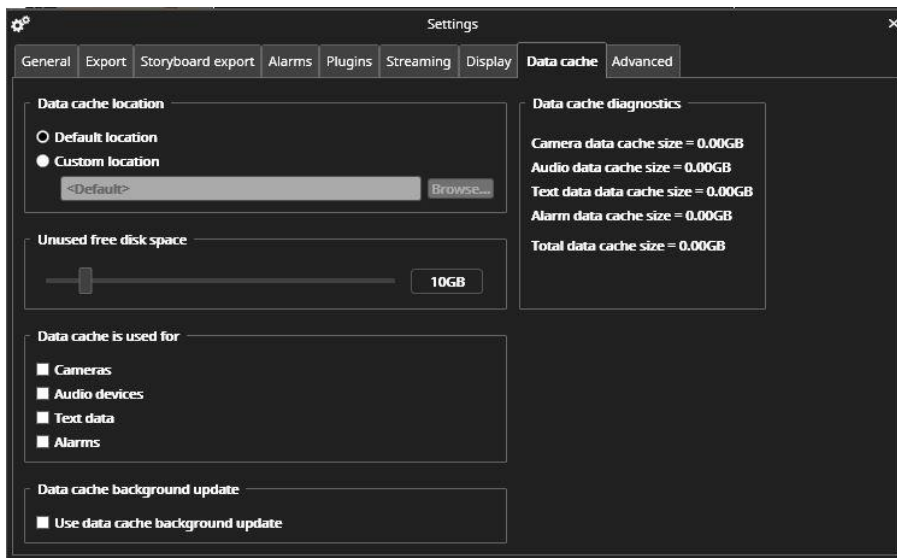 Settings
General Export Storyboard export Alarms Plugins Streaming Display Data cache Advanced
Data cache location
Default location
Custom location
<Default> Browse...
Unused free disk space
10GB
Data cache is used for
Cameras
Audio devices
Text data
Alarms
Data cache background update
Use data cache background update
Data cache diagnostics
Camera data cache size = 0.00GB
Audio data cache size = 0.00GB
Text data data cache size = 0.00GB
Alarm data cache size = 0.00GB
Total data cache size = 0.00GB